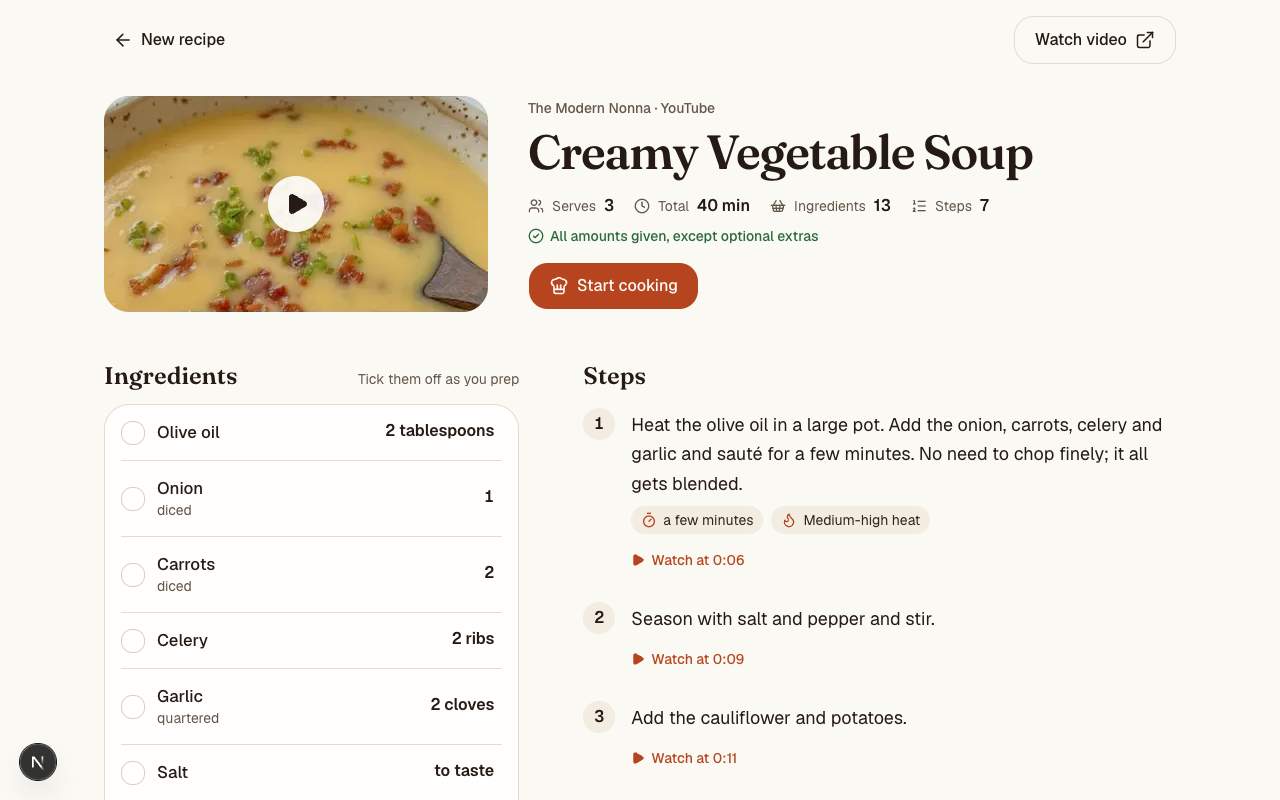 New recipe
Watch video
The Modern Nonna · YouTube
Creamy Vegetable Soup
Serves 3 Total 40 min Ingredients 13 Steps 7
All amounts given, except optional extras
Start cooking
Ingredients
Tick them off as you prep
Olive oil 2 tablespoons
Onion 1
diced
Carrots 2
diced
Celery 2 ribs
Garlic 2 cloves
quartered
Salt to taste
Steps
1 Heat the olive oil in a large pot. Add the onion, carrots, celery and
garlic and sauté for a few minutes. No need to chop finely; it all
gets blended.
a few minutes Medium-high heat
Watch at 0:06
2 Season with salt and pepper and stir.
Watch at 0:09
3 Add the cauliflower and potatoes.
Watch at 0:11
N